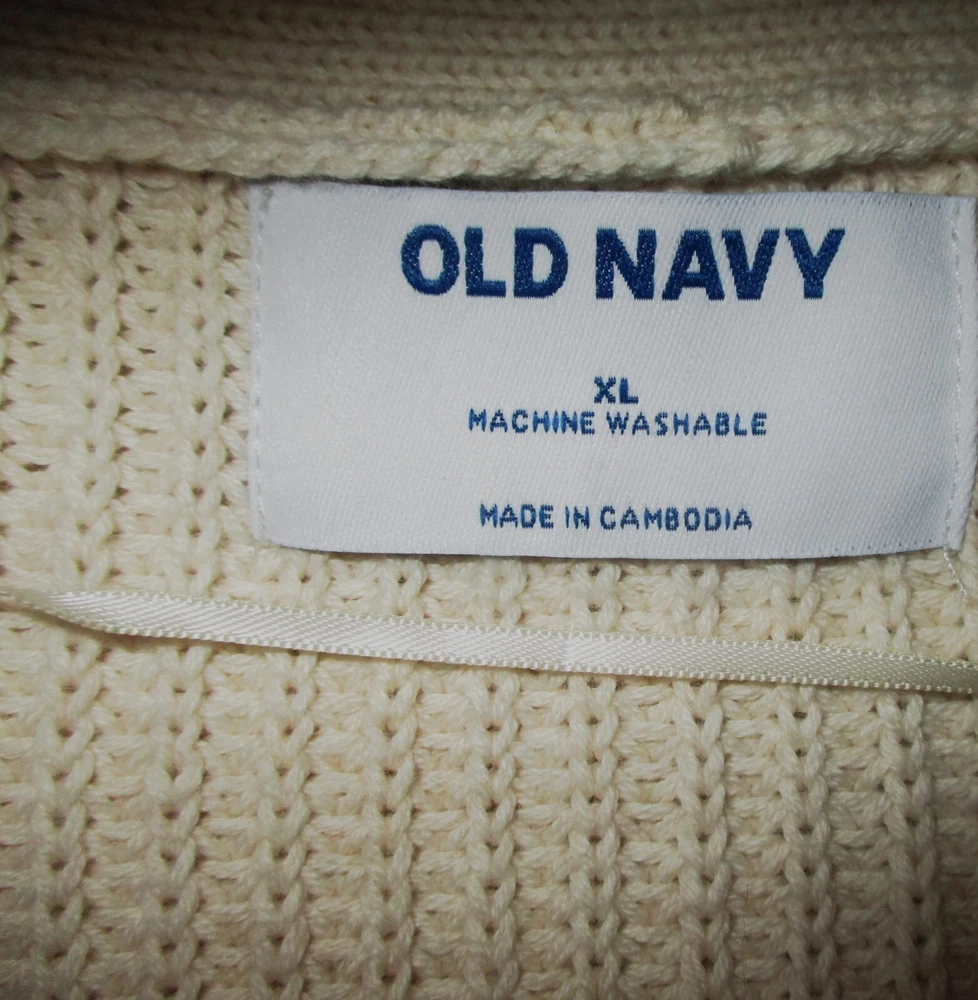 OLD NAVY
XL
MACHINE WASHABLE
MADE IN CAMBODIA